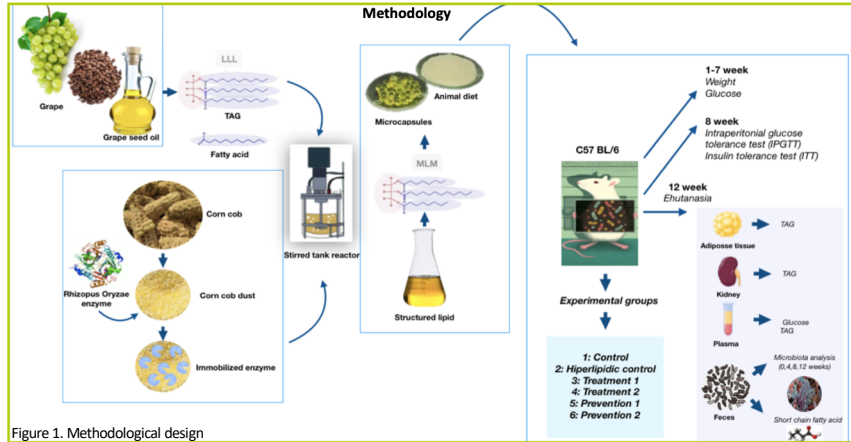 Methodology
Grape
Grape seed oil
LLL
TAG
Fatty acid
Corn cob
Rhizopus Oryzae
enzyme
Corn cob dust
Immobilized enzyme
Stirred tank reactor
Animal diet
Microcapsules
MLM
Structured lipid
C57 BL/6
Experimental groups
1: Control
2: Hiperlipidic control
3: Treatment 1
4: Treatment 2
5: Prevention 1
6: Prevention 2
1-7 week
Weight
Glucose
8 week
Intraperitonial glucose
tolerance test (IPGTT)
Insulin tolerance test (ITT)
12 week
Ehutanasia
Adiposse tissue
TAG
Kidney
TAG
Plasma
Glucose
TAG
Feces
Microbiota analysis
(0,4,8,12 weeks)
Short chain fatty acid
Figure 1. Methodological design